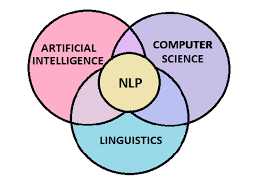 ARTIFICIAL
INTELLIGENCE
COMPUTER
SCIENCE
NLP
LINGUISTICS